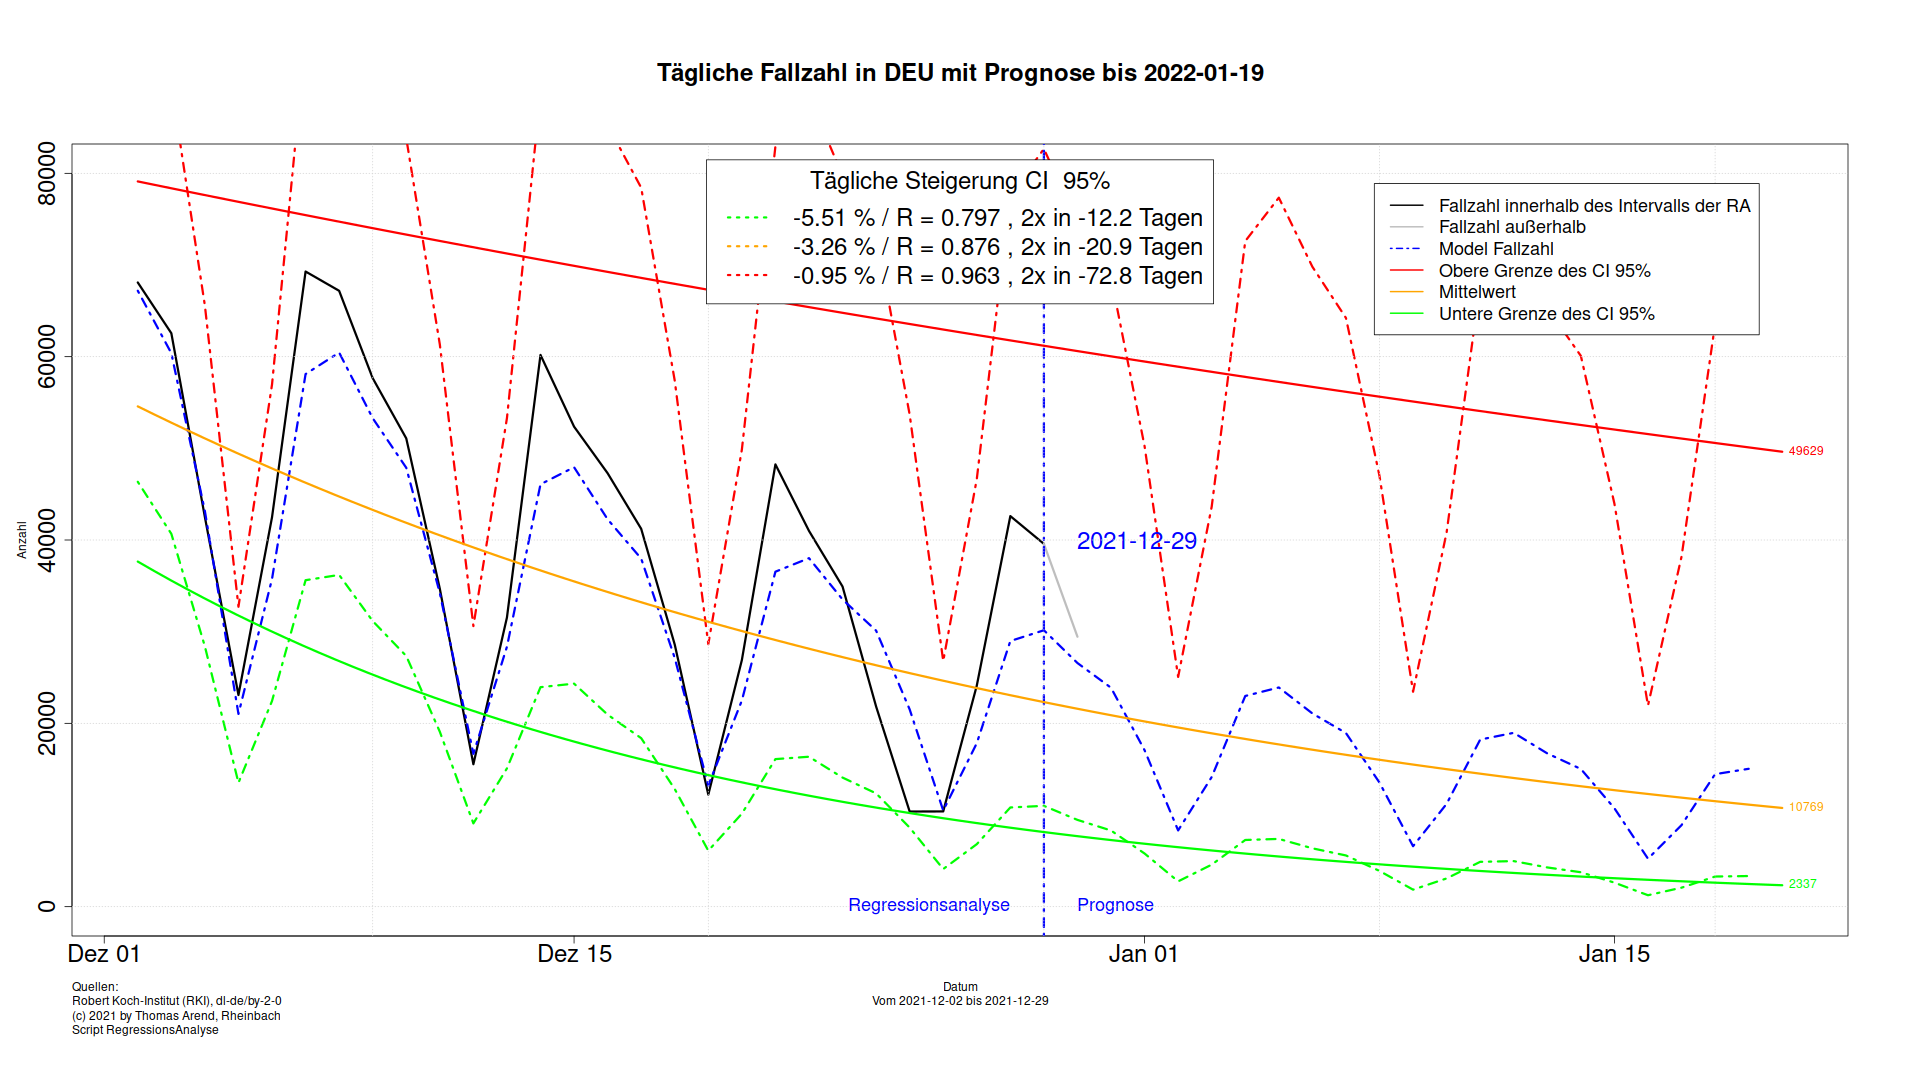 Tägliche Fallzahl in DEU mit Prognose bis 2022-01-19
Tägliche Steigerung CI  95%
-5.51 % / R = 0.797 , 2x in -12.2 Tagen
-3.26 % / R = 0.876 , 2x in -20.9 Tagen
-0.95 % / R = 0.963 , 2x in -72.8 Tagen
Fallzahl innerhalb des Intervalls der RA
Fallzahl außerhalb
Model Fallzahl
Obere Grenze des CI 95%
Mittelwert
Untere Grenze des CI 95%
80000
60000
40000
20000
0
Anzahl
49629
2021-12-29
10769
2337
Regressionsanalyse
Prognose
Dez 01
Dez 15
Jan 01
Jan 15
Quellen:
Robert Koch-Institut (RKI), dl-de/by-2-0
(c) 2021 by Thomas Arend, Rheinbach
Script RegressionsAnalyse
Datum
Vom 2021-12-02 bis 2021-12-29